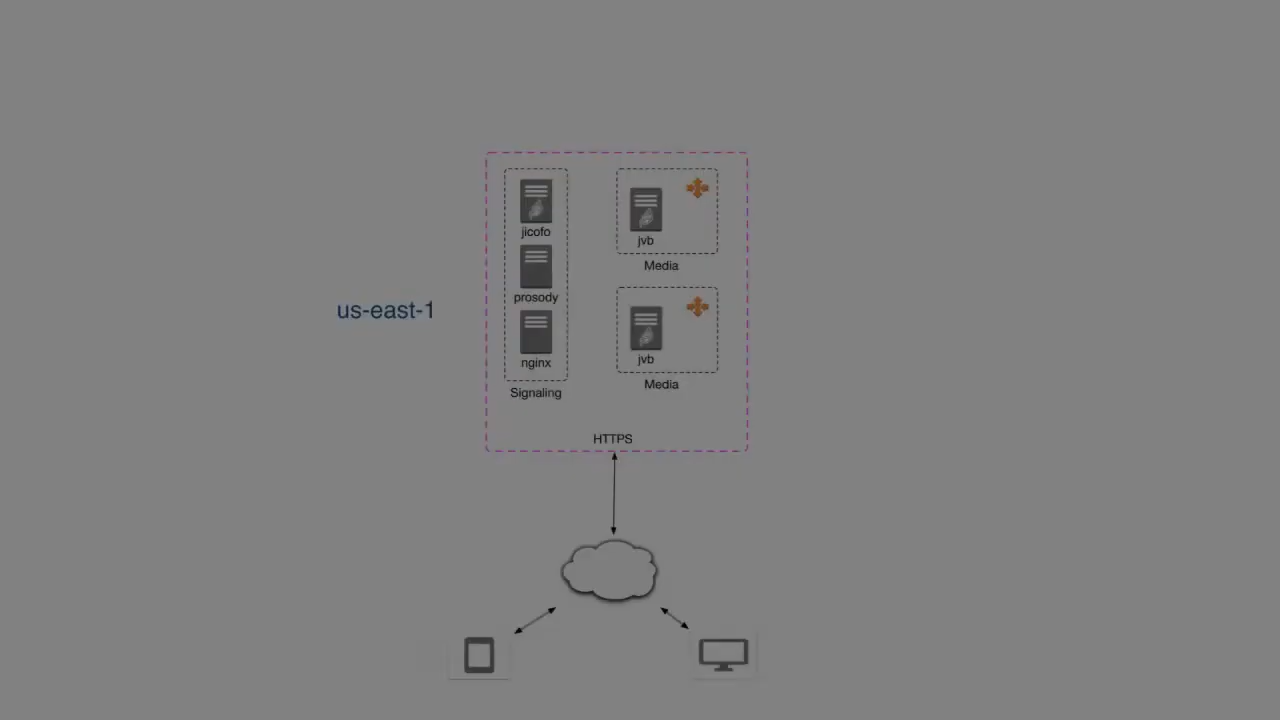 us-east-1
jicofo
prosody
nginx
Signaling
jvb
Media
jvb
Media
HTTPS